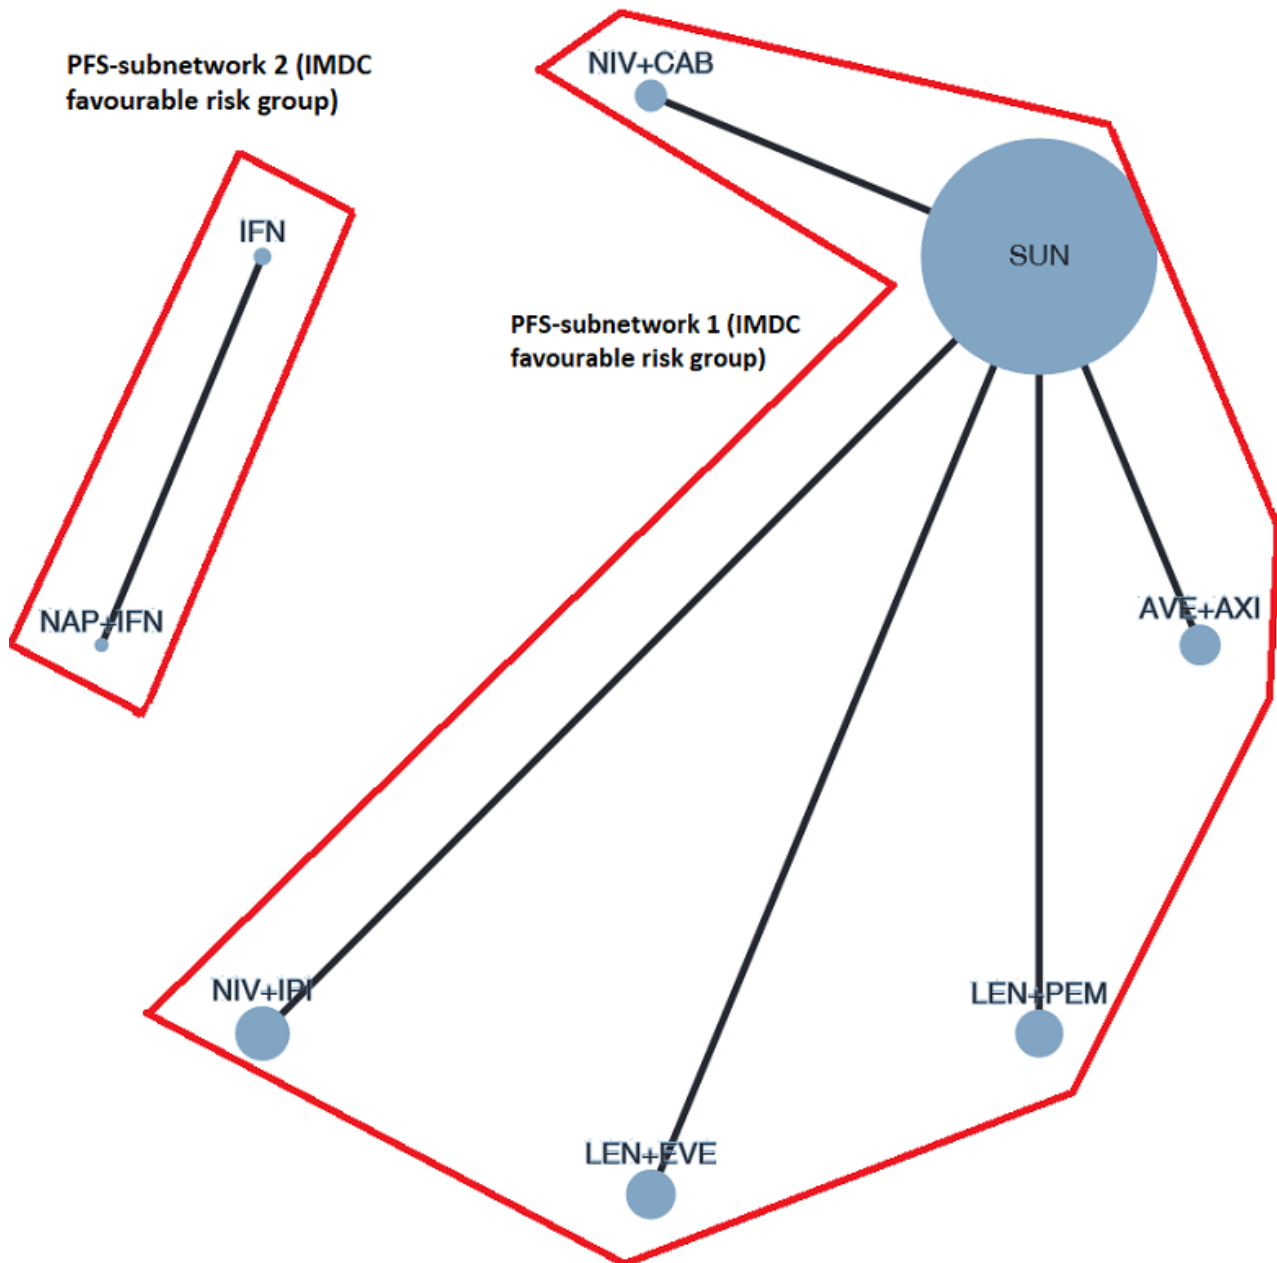 PFS-subnetwork 2 (IMDC
favourable risk group)
NIV+CAB
IFN
SUN
PFS-subnetwork 1 (IMDC
favourable risk group)
NAP+IFN
AVE+AXI
NIV+IPI
LEN+PEM
LEN+EVE